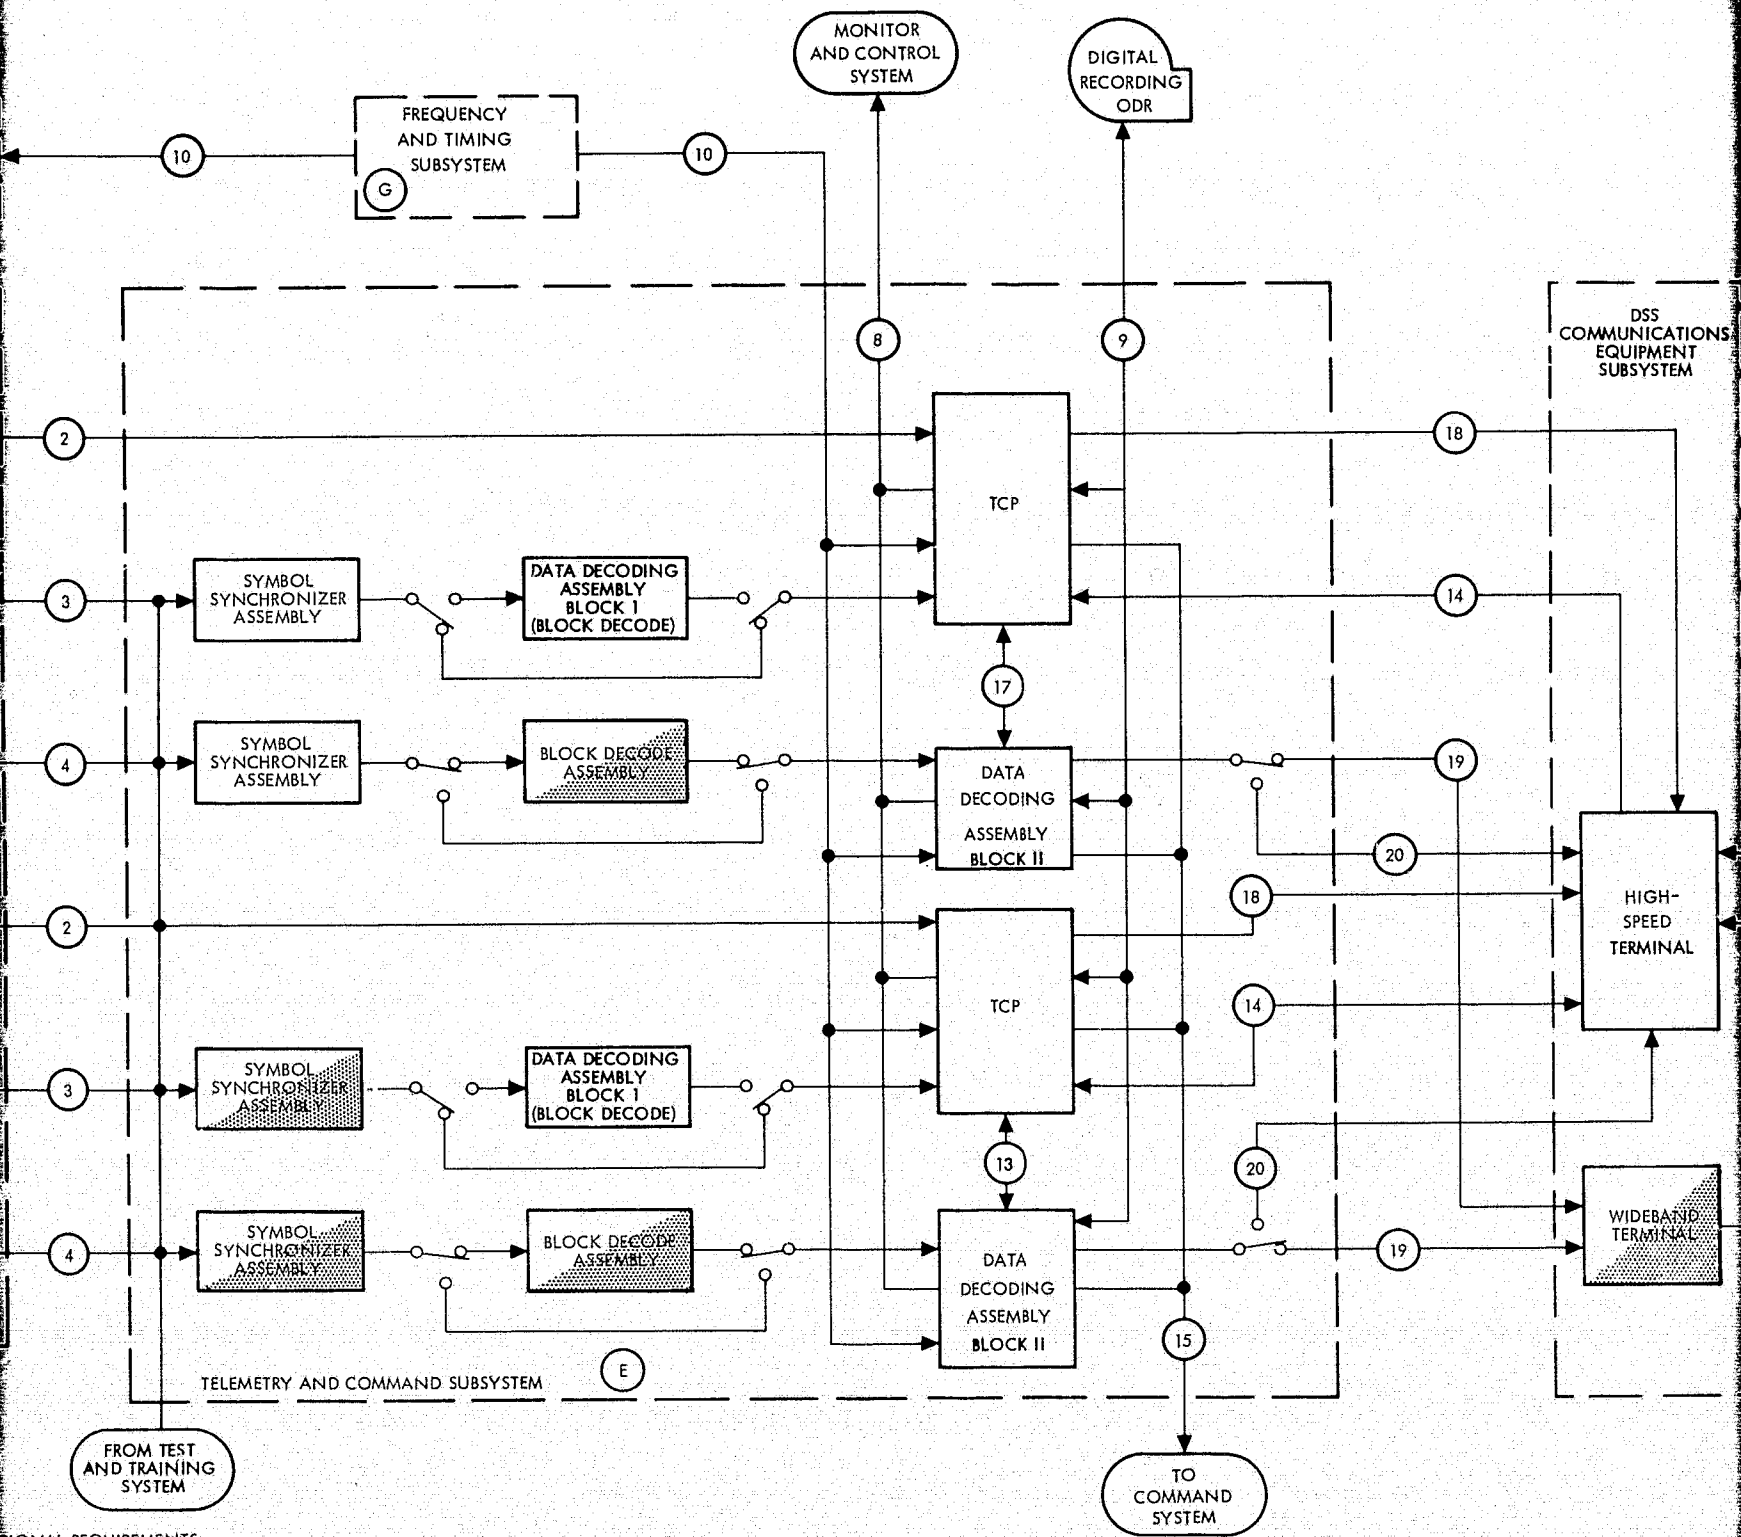 MONITOR
AND CONTROL
SYSTEM
DIGITAL
RECORDING
ODR
FREQUENCY
AND TIMING
SUBSYSTEM
G
10
10
8
9
DSS
COMMUNICATIONS
EQUIPMENT
SUBSYSTEM
2
18
TCP
3
SYMBOL
SYNCHRONIZER
ASSEMBLY
DATA DECODING
ASSEMBLY
BLOCK 1
(BLOCK DECODE)
14
17
4
SYMBOL
SYNCHRONIZER
ASSEMBLY
BLOCK DECODE
ASSEMBLY
DATA
DECODING
ASSEMBLY
BLOCK II
19
20
18
HIGH-
SPEED
TERMINAL
2
TCP
14
3
SYMBOL
SYNCHRONIZER
ASSEMBLY
DATA DECODING
ASSEMBLY
BLOCK 1
(BLOCK DECODE)
13
20
4
SYMBOL
SYNCHRONIZER
ASSEMBLY
BLOCK DECODE
ASSEMBLY
DATA
DECODING
ASSEMBLY
BLOCK II
19
WIDEBAND
TERMINAL
15
E
TELEMETRY AND COMMAND SUBSYSTEM
FROM TEST
AND TRAINING
SYSTEM
TO
COMMAND
SYSTEM
REQUIREMENTS